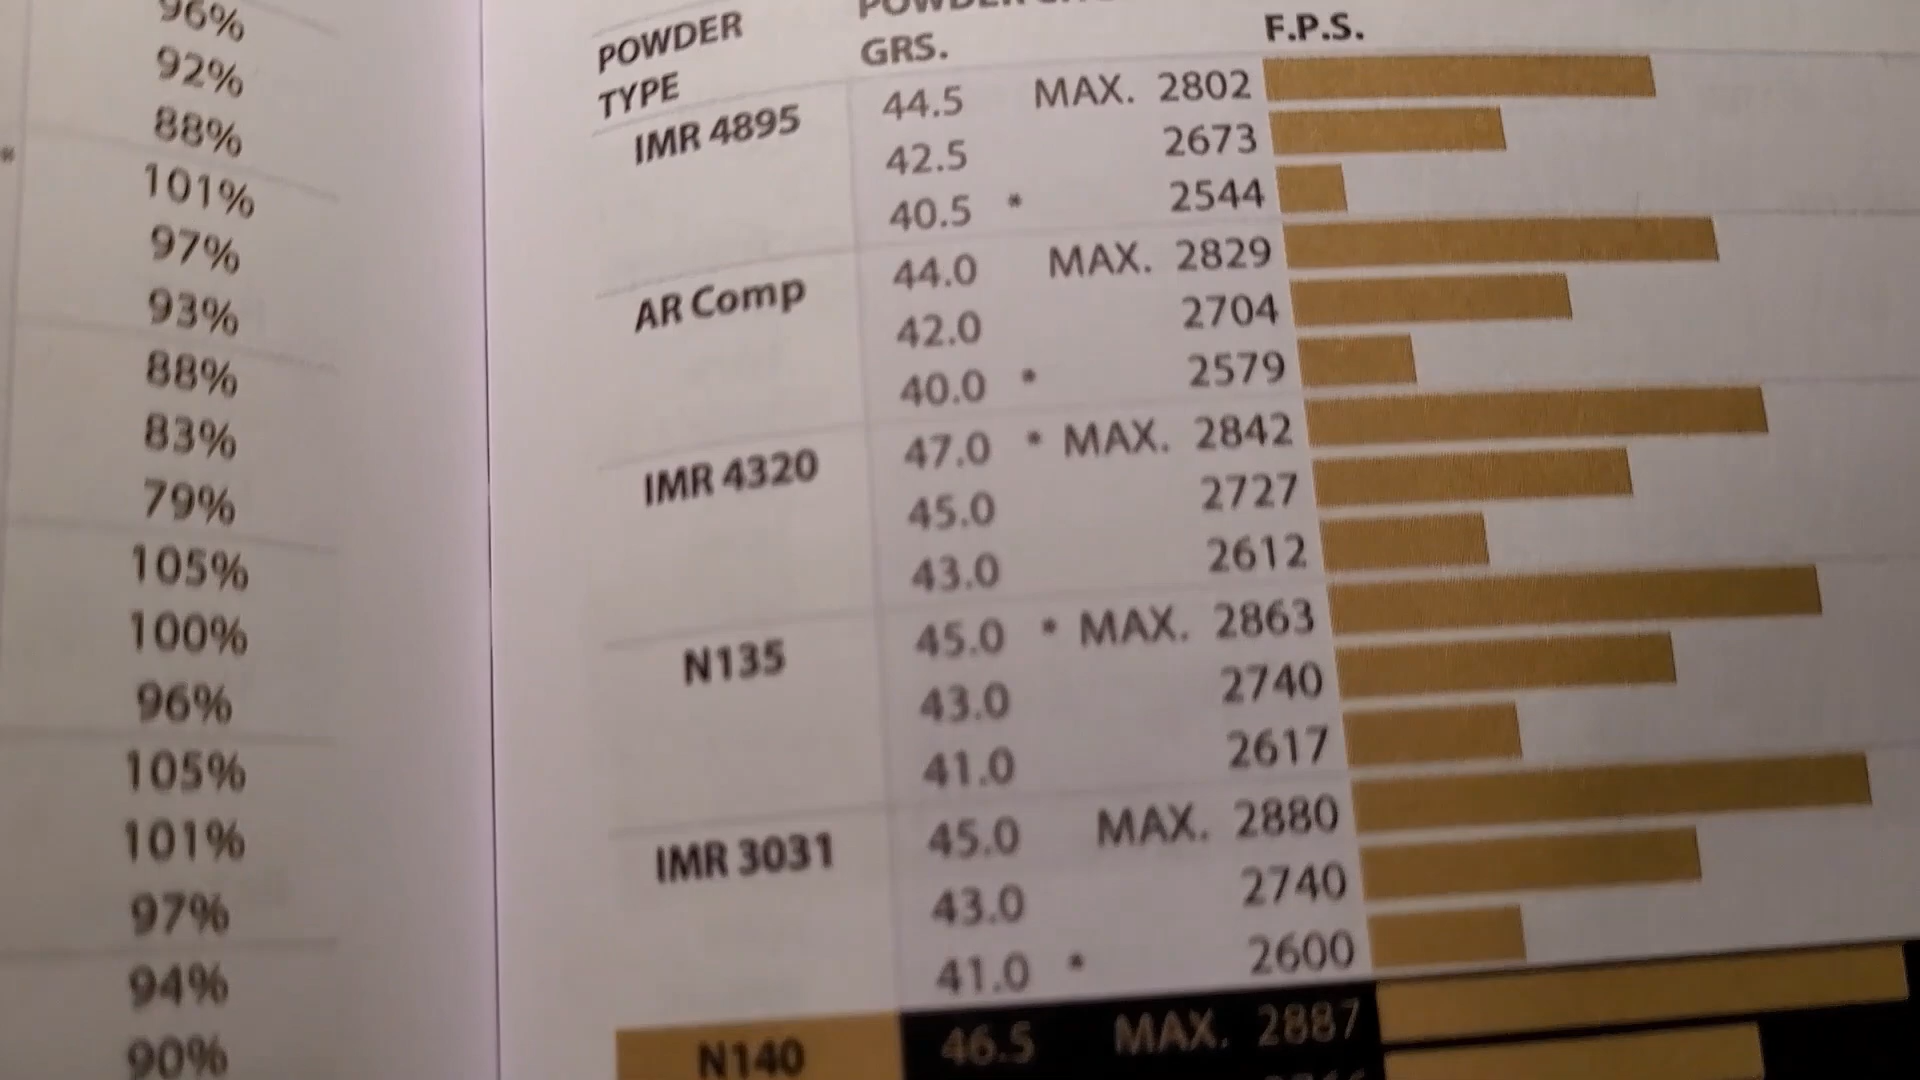 96%
92%
88%
* 101%
97%
93%
88%
83%
79%
105%
100%
96%
105%
101%
97%
94%
90%
POWDER TYPE
GRS.
F.P.S.
IMR 4895
44.5 MAX. 2802
42.5 2673
40.5 * 2544
AR Comp
44.0 MAX. 2829
42.0 2704
40.0 * 2579
IMR 4320
47.0 * MAX. 2842
45.0 2727
43.0 2612
N135
45.0 * MAX. 2863
43.0 2740
41.0 2617
IMR 3031
45.0 MAX. 2880
43.0 2740
41.0 * 2600
N140
46.5 MAX. 2887